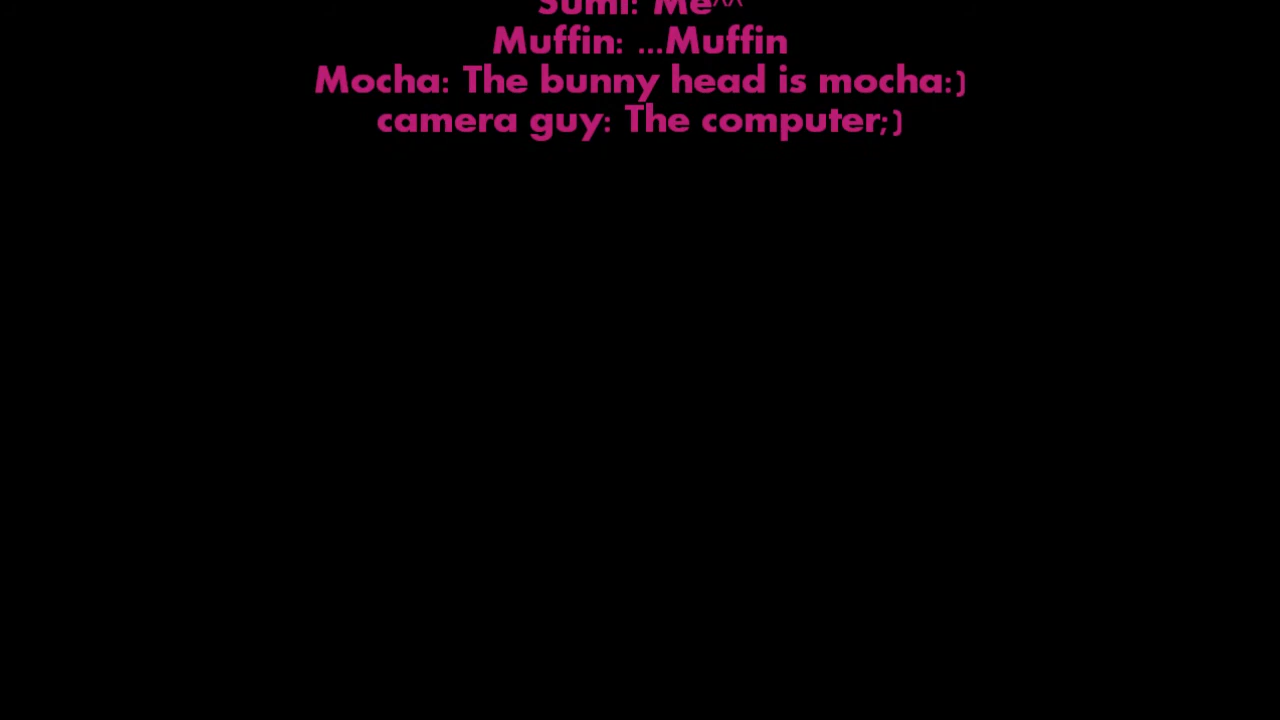 Sumi: Me^^
Muffin: ...Muffin
Mocha: The bunny head is mocha:)
camera guy: The computer;)